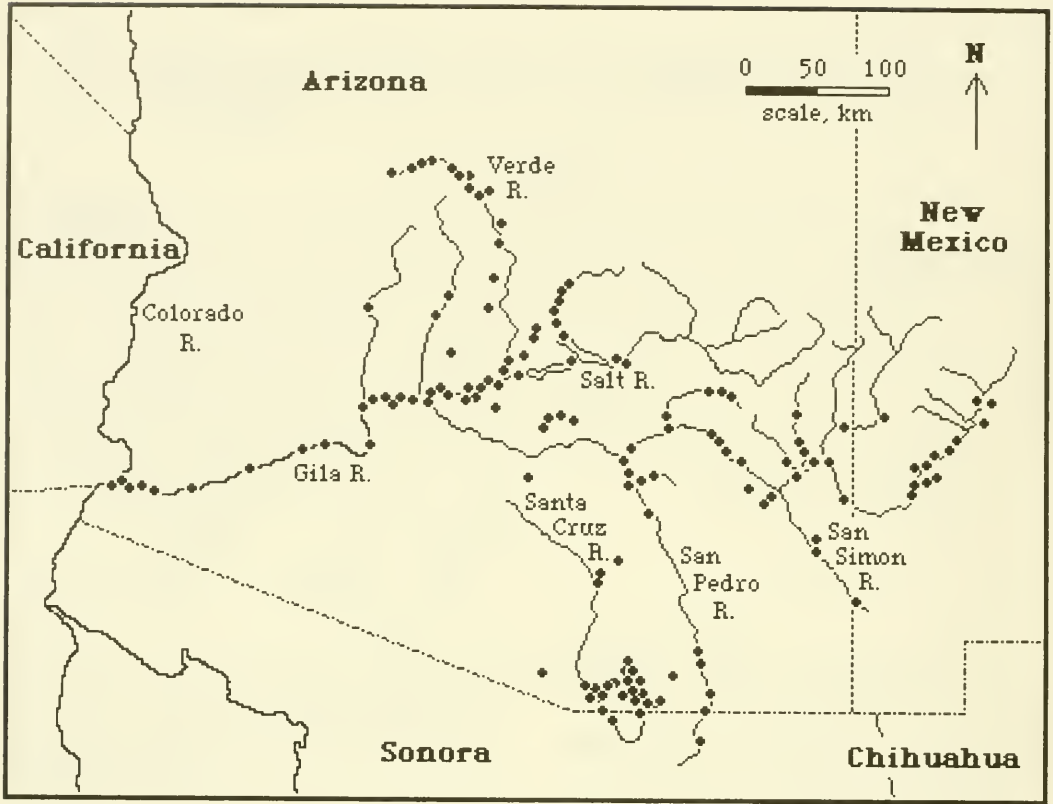 Arizona
0 50 100
scale, km
N
Verde
R.
New
Mexico
California
Colorado
R.
Salt R.
Gila R.
Santa
Cruz
R.
San
Pedro
R.
San
Simon
R.
Sonora
Chihuahua